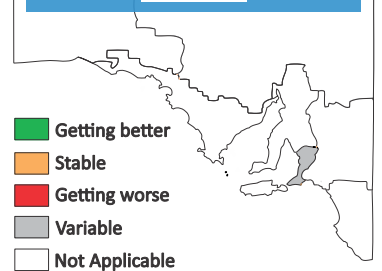 Getting better
Stable
Getting worse
Variable
Not Applicable